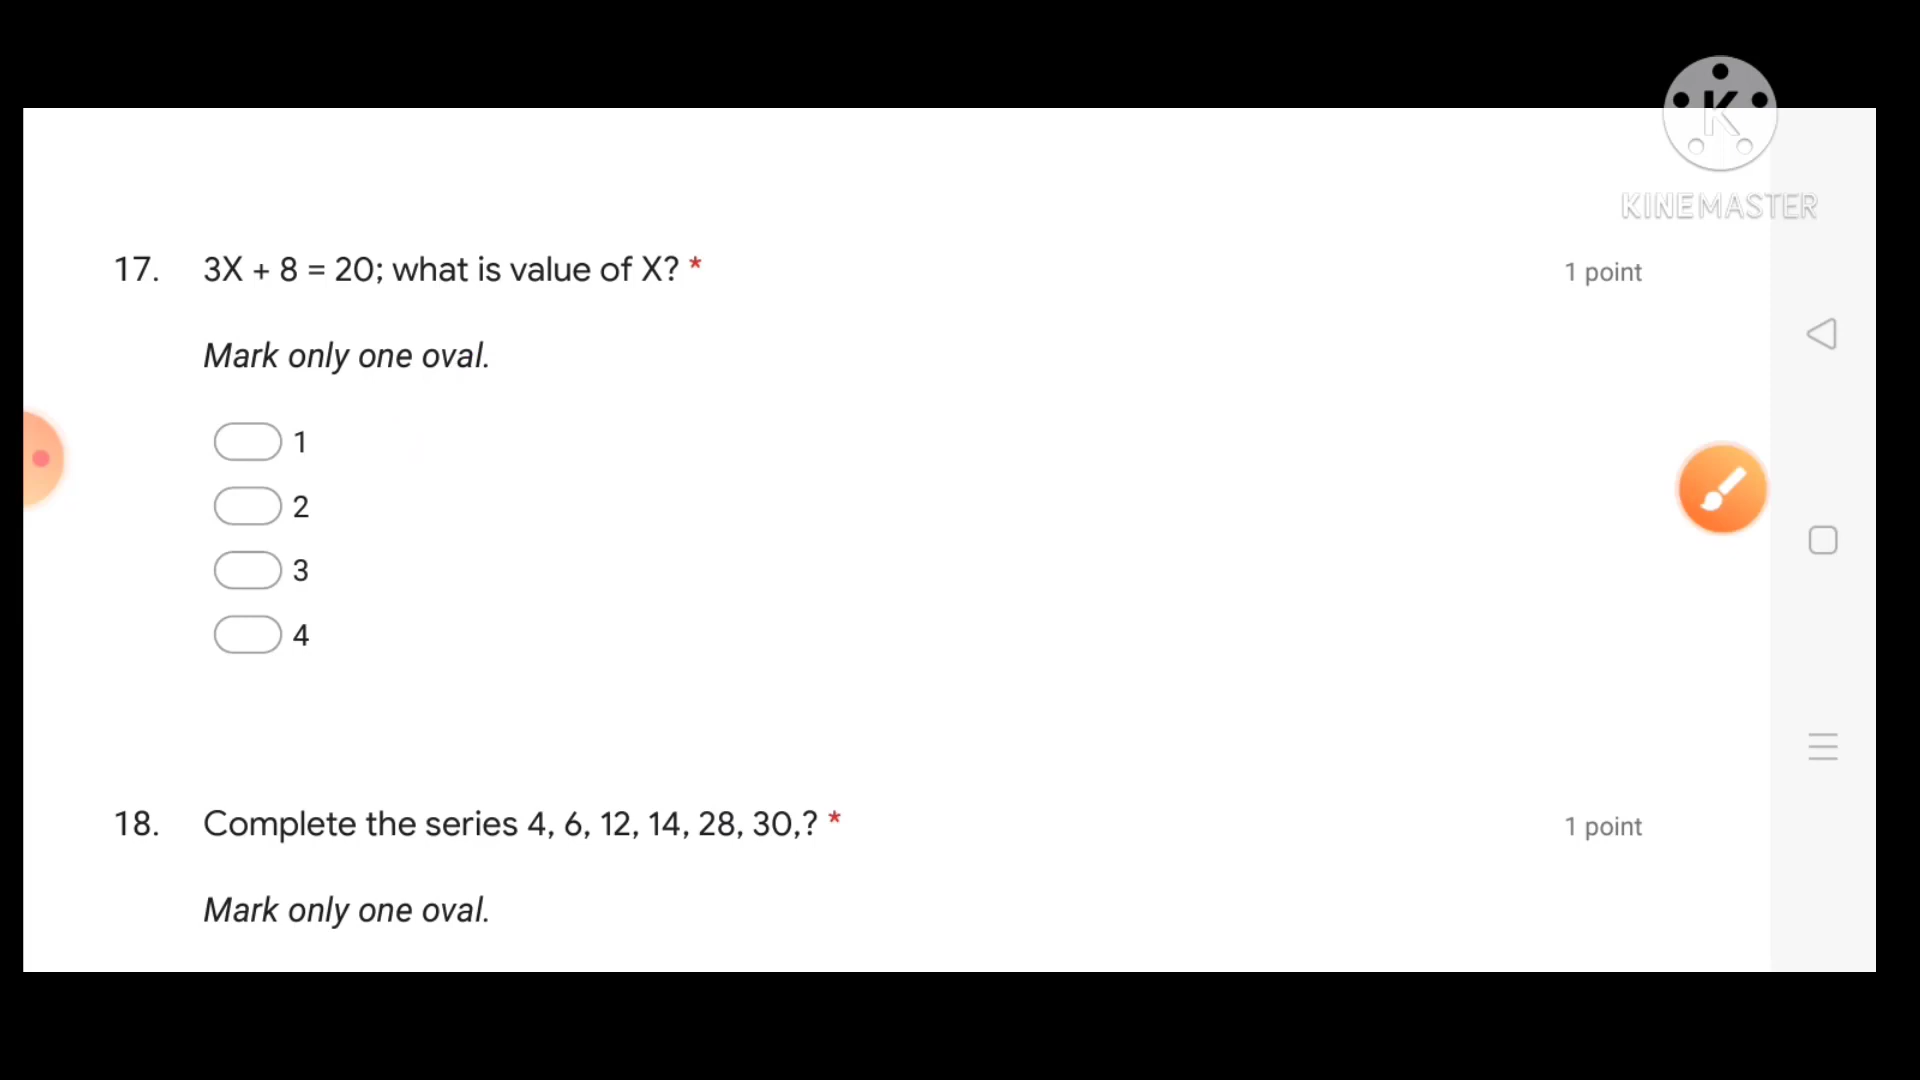 K
KINEMASTER
17. 3X + 8 = 20; what is value of X? * 1 point
Mark only one oval.
1
2
3
4
18. Complete the series 4, 6, 12, 14, 28, 30,? * 1 point
Mark only one oval.